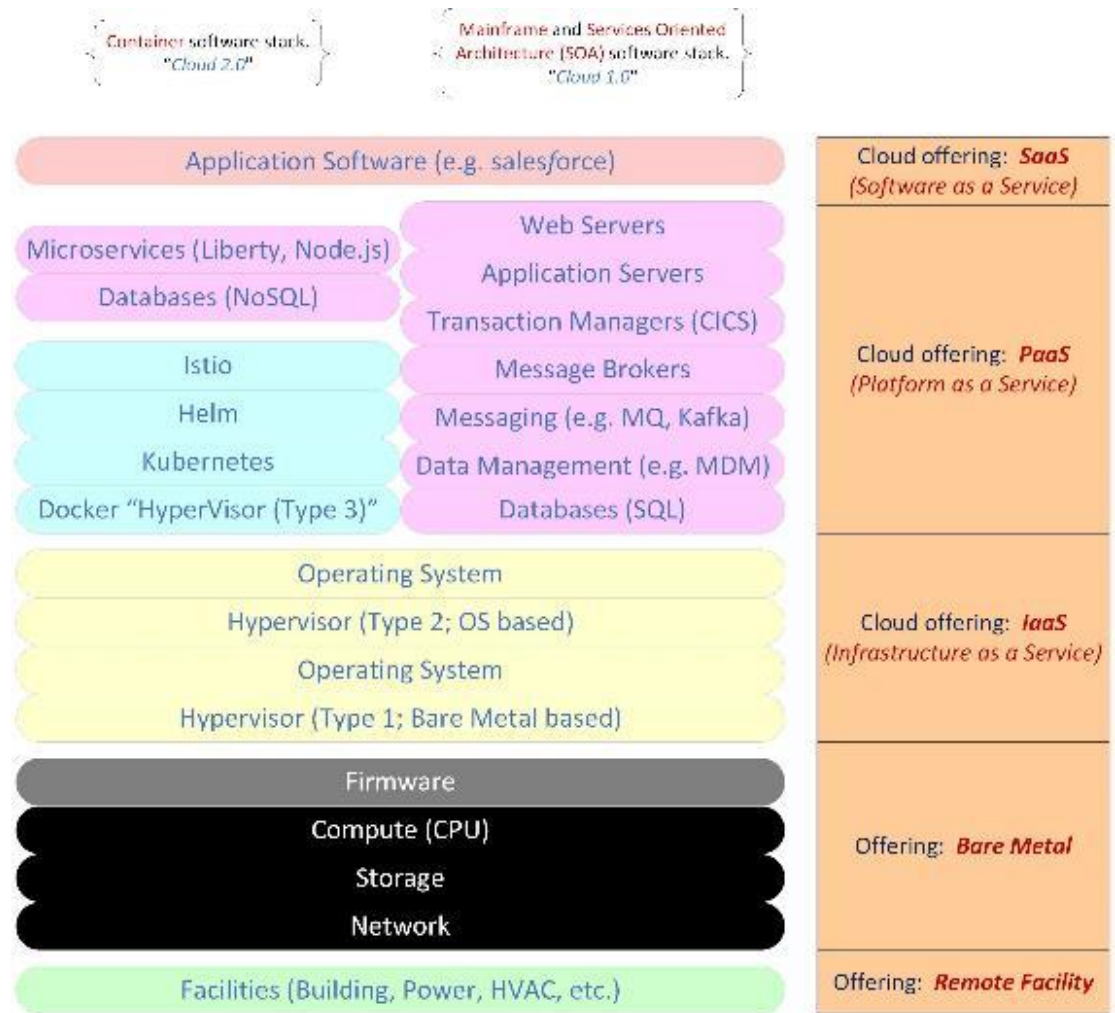 Container software stack.
"Cloud 2.0"
Mainframe and Services Oriented
Architecture (SOA) software stack.
"Cloud 1.0"
Application Software (e.g. salesforce)
Cloud offering: SaaS
(Software as a Service)
Microservices (Liberty, Node.js)
Databases (NoSQL)
Istio
Helm
Kubernetes
Docker “HyperVisor (Type 3)”
Web Servers
Application Servers
Transaction Managers (CICS)
Message Brokers
Messaging (e.g. MQ, Kafka)
Data Management (e.g. MDM)
Databases (SQL)
Cloud offering: PaaS
(Platform as a Service)
Operating System
Hypervisor (Type 2; OS based)
Operating System
Hypervisor (Type 1; Bare Metal based)
Cloud offering: IaaS
(Infrastructure as a Service)
Firmware
Compute (CPU)
Storage
Network
Offering: Bare Metal
Facilities (Building, Power, HVAC, etc.)
Offering: Remote Facility